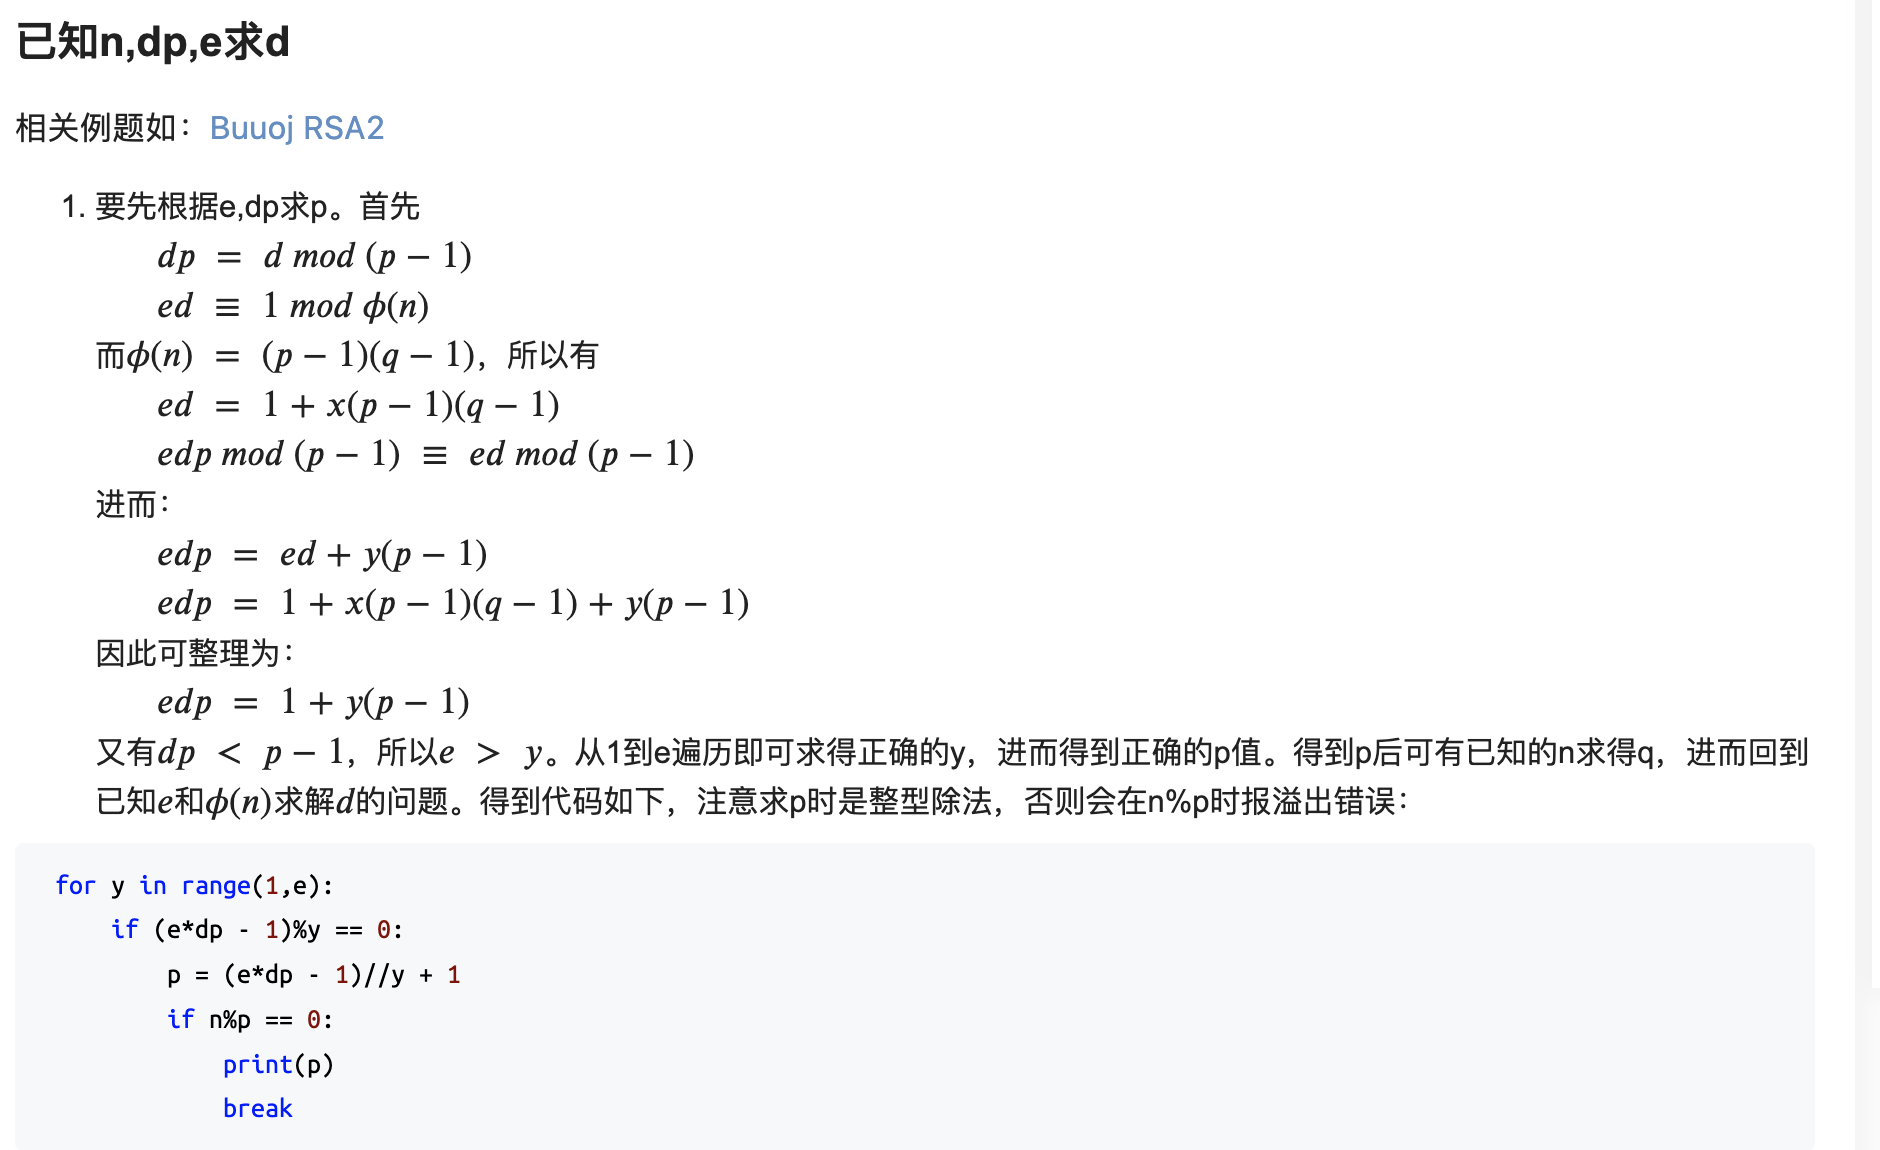 已知n,dp,e求d
相关例题如：Buuoj RSA2
1. 要先根据e,dp求p。首先
dp = d mod (p − 1)
ed ≡ 1 mod ϕ(n)
而ϕ(n) = (p − 1)(q − 1)，所以有
ed = 1 + x(p − 1)(q − 1)
edp mod (p − 1) ≡ ed mod (p − 1)
进而：
edp = ed + y(p − 1)
edp = 1 + x(p − 1)(q − 1) + y(p − 1)
因此可整理为：
edp = 1 + y(p − 1)
又有dp < p − 1，所以e > y。从1到e遍历即可求得正确的y，进而得到正确的p值。得到p后可有已知的n求得q，进而回到
已知e和ϕ(n)求解d的问题。得到代码如下，注意求p时是整型除法，否则会在n%p时报溢出错误：
for y in range(1,e):
    if (e*dp - 1)%y == 0:
        p = (e*dp - 1)//y + 1
        if n%p == 0:
            print(p)
            break